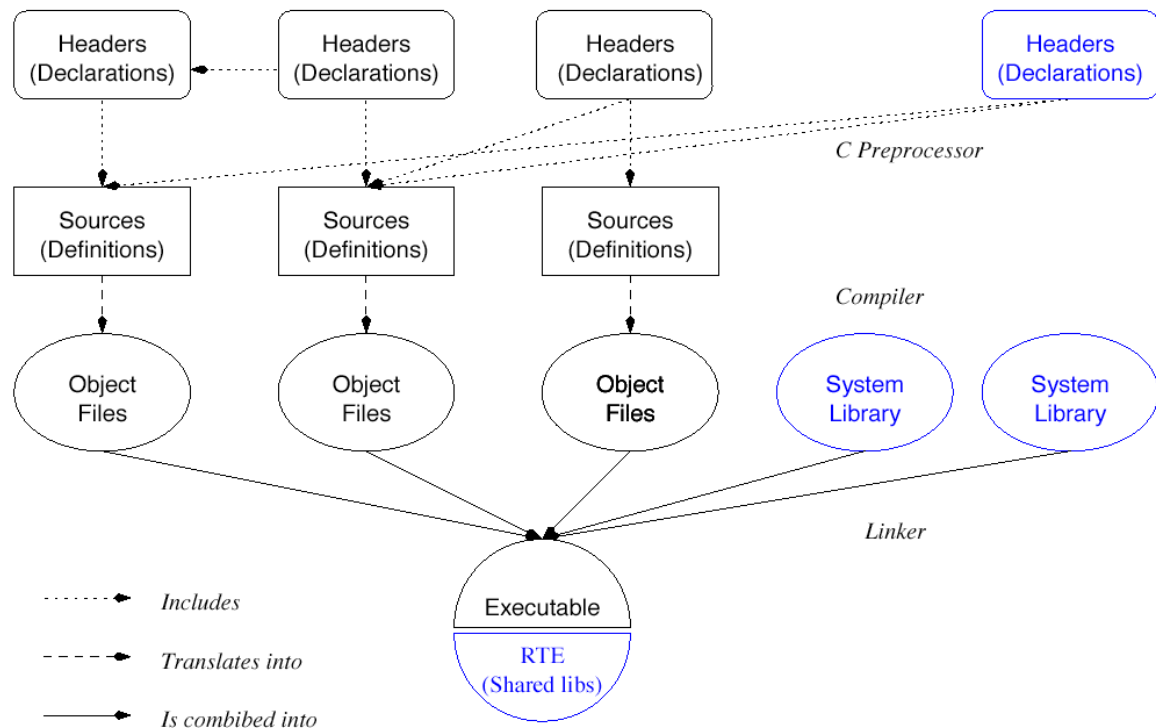 Headers
(Declarations)
Headers
(Declarations)
Headers
(Declarations)
Headers
(Declarations)
C Preprocessor
Sources
(Definitions)
Sources
(Definitions)
Sources
(Definitions)
Compiler
Object
Files
Object
Files
Object
Files
System
Library
System
Library
Linker
Executable
RTE
(Shared libs)
Includes
Translates into
Is combibed into